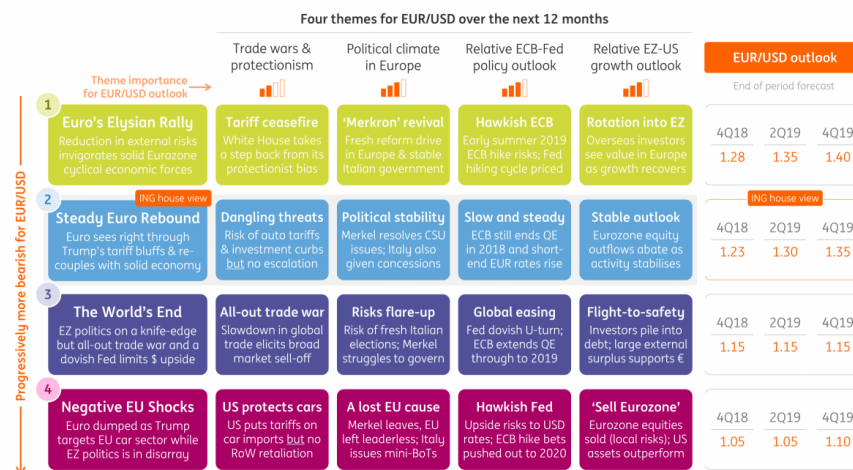 Four themes for EUR/USD over the next 12 months
Theme importance
for EUR/USD outlook
Trade wars &
protectionism
Political climate
in Europe
Relative ECB-Fed
policy outlook
Relative EZ-US
growth outlook
EUR/USD outlook
End of period forecast
Progressively more bearish for EUR/USD
1
Euro's Elysian Rally
Reduction in external risks
invigorates solid Eurozone
cyclical economic forces
Tariff ceasefire
White House takes
a step back from its
protectionist bias
‘Merkron’ revival
Fresh reform drive
in Europe & stable
Italian government
Hawkish ECB
Early summer 2019
ECB hike risks; Fed
hiking cycle priced
Rotation into EZ
Overseas investors
see value in Europe
as growth recovers
4Q18 2Q19 4Q19
1.28 1.35 1.40
2
ING house view
Steady Euro Rebound
Euro sees right through
Trump's tariff bluffs & re-
couples with solid economy
Dangling threats
Risk of auto tariffs
& investment curbs
but no escalation
Political stability
Merkel resolves CSU
issues; Italy also
given concessions
Slow and steady
ECB still ends QE
in 2018 and short-
end EUR rates rise
Stable outlook
Eurozone equity
outflows abate as
activity stabilises
ING house view
4Q18 2Q19 4Q19
1.23 1.30 1.35
3
The World's End
EZ politics on a knife-edge
but all-out trade war and a
dovish Fed limits $ upside
All-out trade war
Slowdown in global
trade elicits broad
market sell-off
Risks flare-up
Risk of fresh Italian
elections; Merkel
struggles to govern
Global easing
Fed dovish U-turn;
ECB extends QE
through to 2019
Flight-to-safety
Investors pile into
debt; large external
surplus supports €
4Q18 2Q19 4Q19
1.15 1.15 1.15
4
Negative EU Shocks
Euro dumped as Trump
targets EU car sector while
EZ politics is in disarray
US protects cars
US puts tariffs on
car imports but no
RoW retaliation
A lost EU cause
Merkel leaves, EU
left leaderless; Italy
issues mini-BoTs
Hawkish Fed
Upside risks to USD
rates; ECB hike bets
pushed out to 2020
‘Sell Eurozone’
Eurozone equities
sold (local risks); US
assets outperform
4Q18 2Q19 4Q19
1.05 1.05 1.10